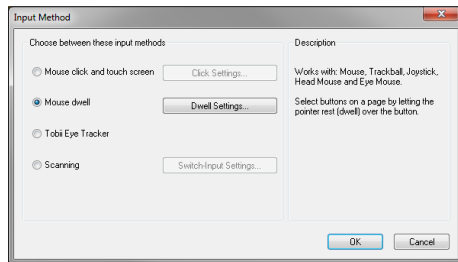 Input Method
Choose between these input methods
Mouse click and touch screen
Click Settings...
Mouse dwell
Dwell Settings...
Tobii Eye Tracker
Scanning
Switch-Input Settings...
Description
Works with: Mouse, Trackball, Joystick,
Head Mouse and Eye Mouse.
Select buttons on a page by letting the
pointer rest (dwell) over the button.
OK
Cancel